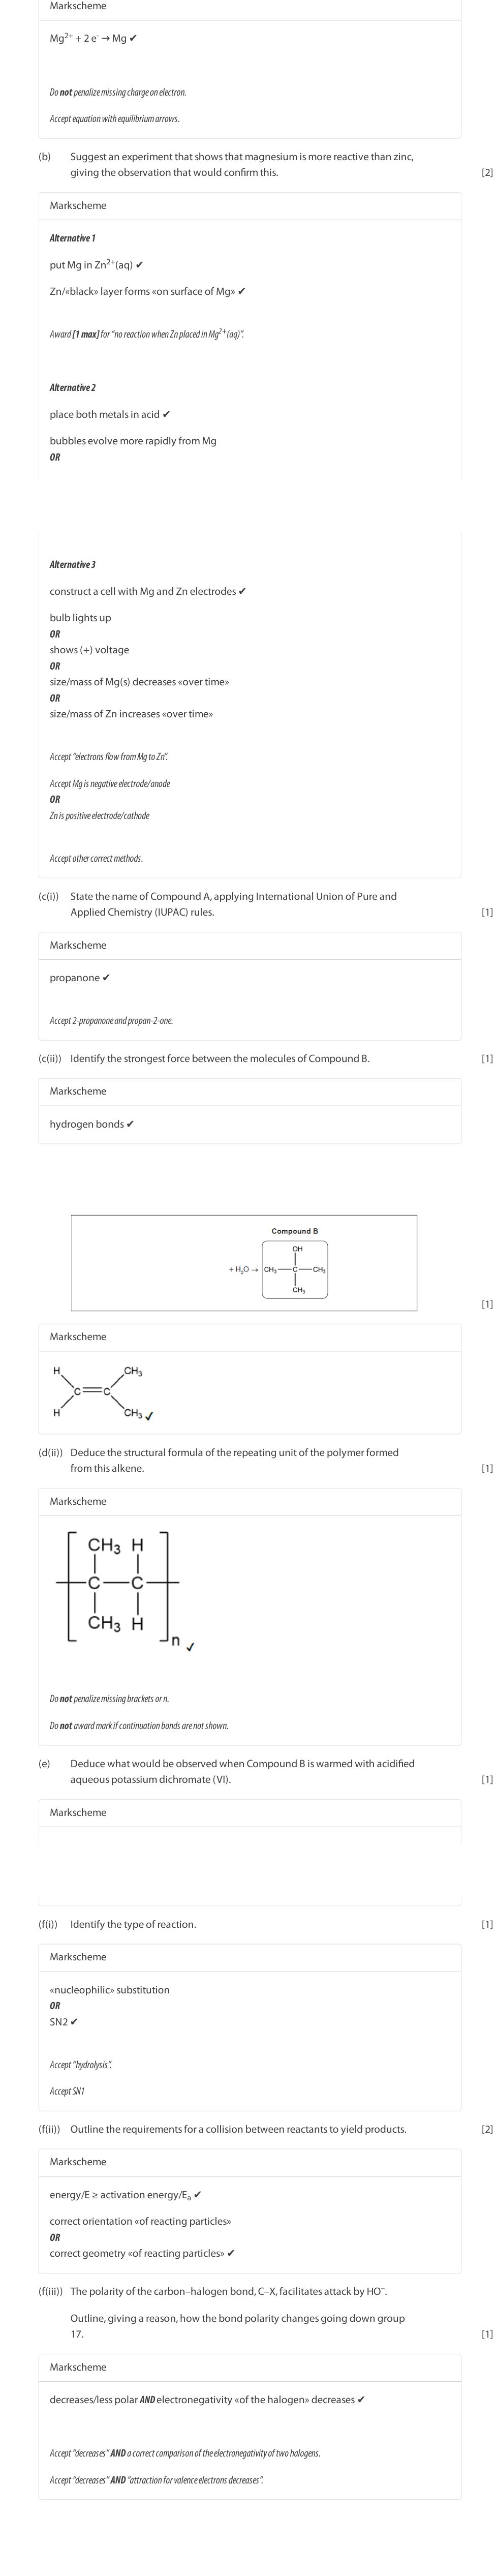 Markscheme
Mg2+ + 2 e- → Mg ✔
Do not penalize missing charge on electron.
Accept equation with equilibrium arrows.
(b) Suggest an experiment that shows that magnesium is more reactive than zinc,
giving the observation that would confirm this. [2]
Markscheme
Alternative 1
put Mg in Zn2+(aq) ✔
Zn/«black» layer forms «on surface of Mg» ✔
Award [1 max] for “no reaction when Zn placed in Mg2+(aq)”.
Alternative 2
place both metals in acid ✔
bubbles evolve more rapidly from Mg
OR
Alternative 3
construct a cell with Mg and Zn electrodes ✔
bulb lights up
OR
shows (+) voltage
OR
size/mass of Mg(s) decreases «over time»
OR
size/mass of Zn increases «over time»
Accept “electrons flow from Mg to Zn”.
Accept Mg is negative electrode/anode
OR
Zn is positive electrode/cathode
Accept other correct methods.
(c(i)) State the name of Compound A, applying International Union of Pure and
Applied Chemistry (IUPAC) rules. [1]
Markscheme
propanone ✔
Accept 2-propanone and propan-2-one.
(c(ii)) Identify the strongest force between the molecules of Compound B. [1]
Markscheme
hydrogen bonds ✔
Compound B
OH
+ H2O → CH3—C—CH3
CH3
[1]
Markscheme
H CH3
C=C
H CH3 ✔
(d(ii)) Deduce the structural formula of the repeating unit of the polymer formed
from this alkene. [1]
Markscheme
CH3 H
C—C
CH3 H
n ✔
Do not penalize missing brackets or n.
Do not award mark if continuation bonds are not shown.
(e) Deduce what would be observed when Compound B is warmed with acidified
aqueous potassium dichromate (VI). [1]
Markscheme
(f(i)) Identify the type of reaction. [1]
Markscheme
«nucleophilic» substitution
OR
SN2 ✔
Accept “hydrolysis”.
Accept SN1
(f(ii)) Outline the requirements for a collision between reactants to yield products. [2]
Markscheme
energy/E ≥ activation energy/Ea ✔
correct orientation «of reacting particles»
OR
correct geometry «of reacting particles» ✔
(f(iii)) The polarity of the carbon–halogen bond, C–X, facilitates attack by HO–.
Outline, giving a reason, how the bond polarity changes going down group
17. [1]
Markscheme
decreases/less polar AND electronegativity «of the halogen» decreases ✔
Accept “decreases” AND a correct comparison of the electronegativity of two halogens.
Accept “decreases” AND “attraction for valence electrons decreases”.